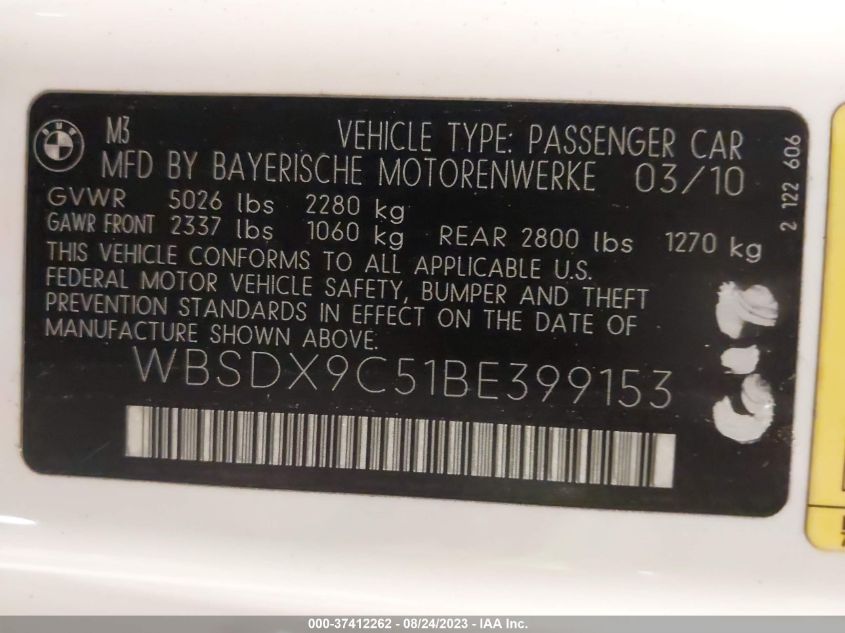 BMW
M3 VEHICLE TYPE: PASSENGER CAR
MFD BY BAYERISCHE MOTORENWERKE 03/10
GVWR 5026 lbs 2280 kg
GAWR FRONT 2337 lbs 1060 kg REAR 2800 lbs 1270 kg
THIS VEHICLE CONFORMS TO ALL APPLICABLE U.S.
FEDERAL MOTOR VEHICLE SAFETY, BUMPER AND THEFT
PREVENTION STANDARDS IN EFFECT ON THE DATE OF
MANUFACTURE SHOWN ABOVE:
WBSDX9C51BE399153
2 122 606
000-37412262 - 08/24/2023 - IAA Inc.